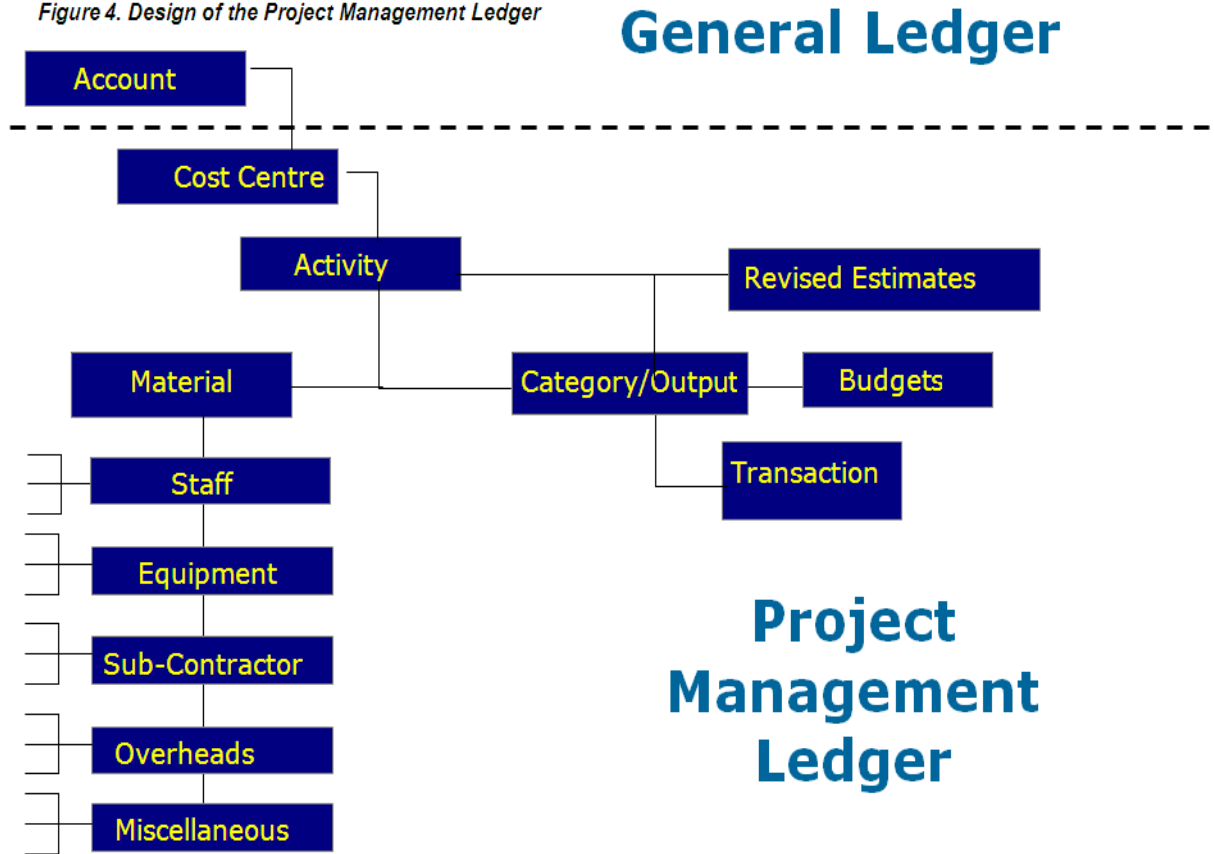 Figure 4. Design of the Project Management Ledger
General Ledger
Account
Cost Centre
Activity
Revised Estimates
Material
Category/Output
Budgets
Staff
Transaction
Equipment
Sub-Contractor
Overheads
Miscellaneous
Project
Management
Ledger